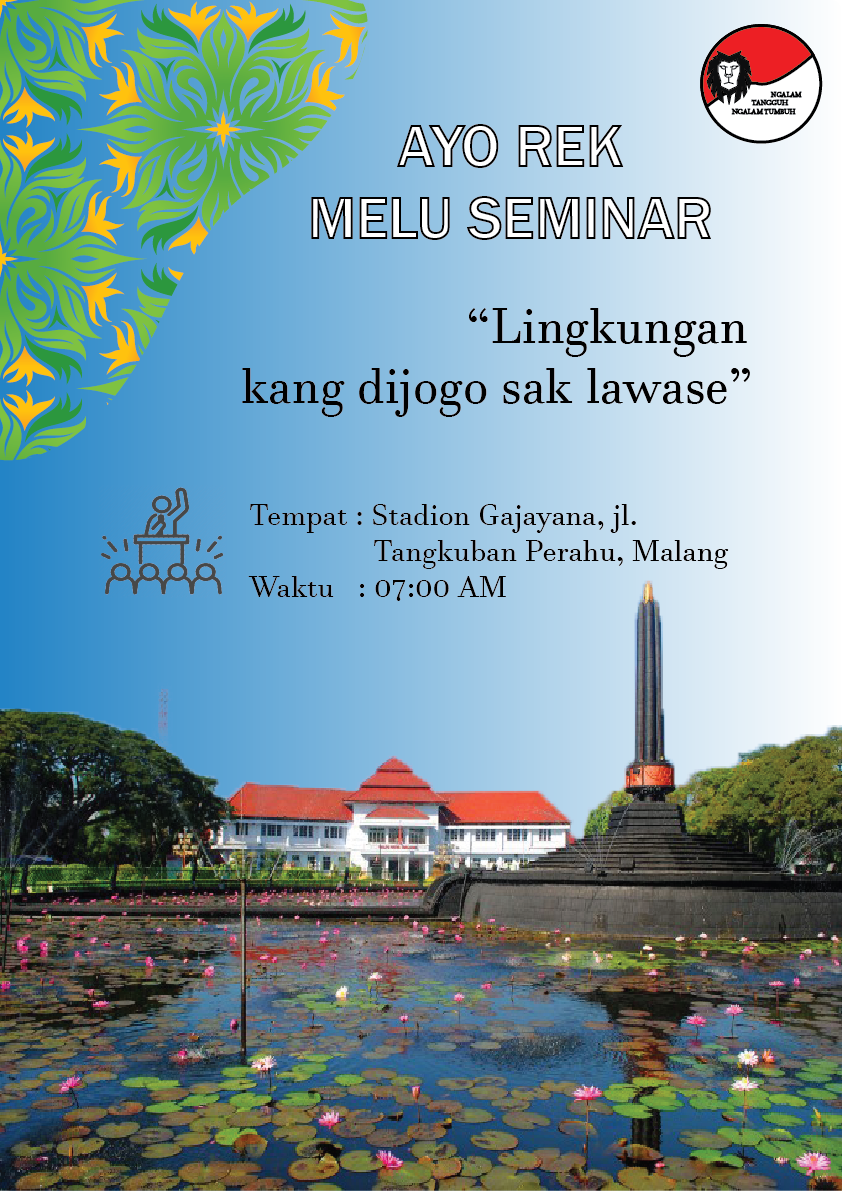 NGALAM
TANGGUH
NGALAM TUMBUH
AYO REK
MELU SEMINAR
“Lingkungan
kang dijogo sak lawase”
Tempat : Stadion Gajayana, jl.
Tangkuban Perahu, Malang
Waktu : 07:00 AM